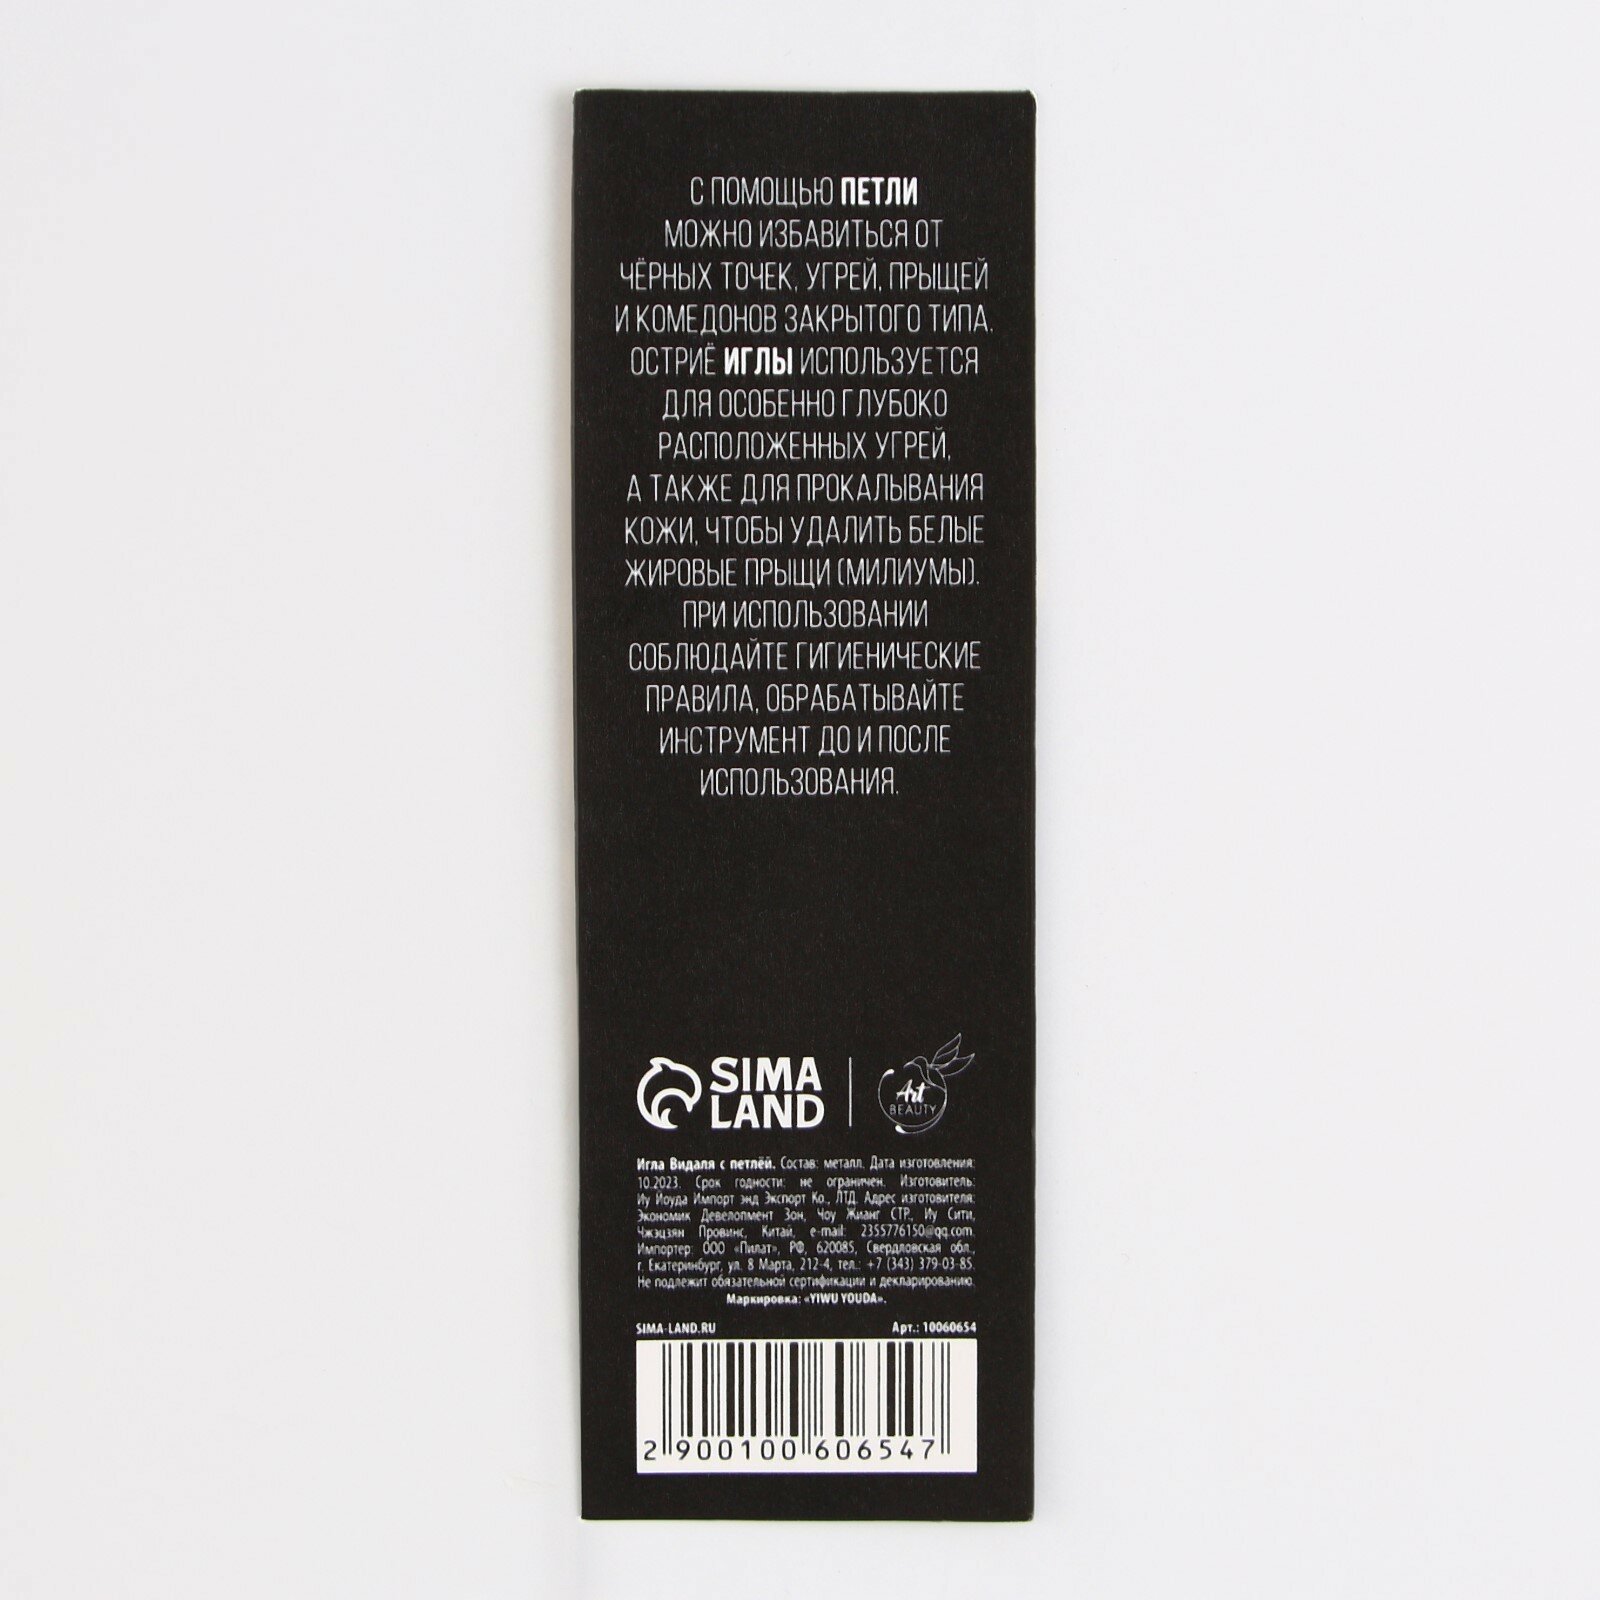 С ПОМОЩЬЮ ПЕТЛИ
МОЖНО ИЗБАВИТЬСЯ ОТ
ЧЁРНЫХ ТОЧЕК, УГРЕЙ, ПРЫЩЕЙ
И КОМЕДОНОВ ЗАКРЫТОГО ТИПА.
ОСТРИЁ ИГЛЫ ИСПОЛЬЗУЕТСЯ
ДЛЯ ОСОБЕННО ГЛУБОКО
РАСПОЛОЖЕННЫХ УГРЕЙ,
А ТАКЖЕ ДЛЯ ПРОКАЛЫВАНИЯ
КОЖИ, ЧТОБЫ УДАЛИТЬ БЕЛЫЕ
ЖИРОВЫЕ ПРЫЩИ (МИЛИУМЫ).
ПРИ ИСПОЛЬЗОВАНИИ
СОБЛЮДАЙТЕ ГИГИЕНИЧЕСКИЕ
ПРАВИЛА, ОБРАБАТЫВАЙТЕ
ИНСТРУМЕНТ ДО И ПОСЛЕ
ИСПОЛЬЗОВАНИЯ.
SIMA
LAND
Art
BEAUTY
Игла Видаля с петлёй. Состав: металл. Дата изготовления:
10.2023. Срок годности: не ограничен. Изготовитель:
Иу Йоуда Импорт энд Экспорт Ко., ЛТД. Адрес изготовителя:
Экономик Девелопмент Зон, Чоу Жианг СТР., Иу Сити,
Чжэцзян Провинс, Китай, e-mail: 2355776150@qq.com.
Импортер: ООО «Пилат», РФ, 620085, Свердловская обл.,
г. Екатеринбург, ул. 8 Марта, 212-4, тел.: +7 (343) 379-03-85.
Не подлежит обязательной сертификации и декларированию.
Маркировка: «YIWU YOUDA».
SIMA-LAND.RU Арт.: 10060654
2 900100 606547